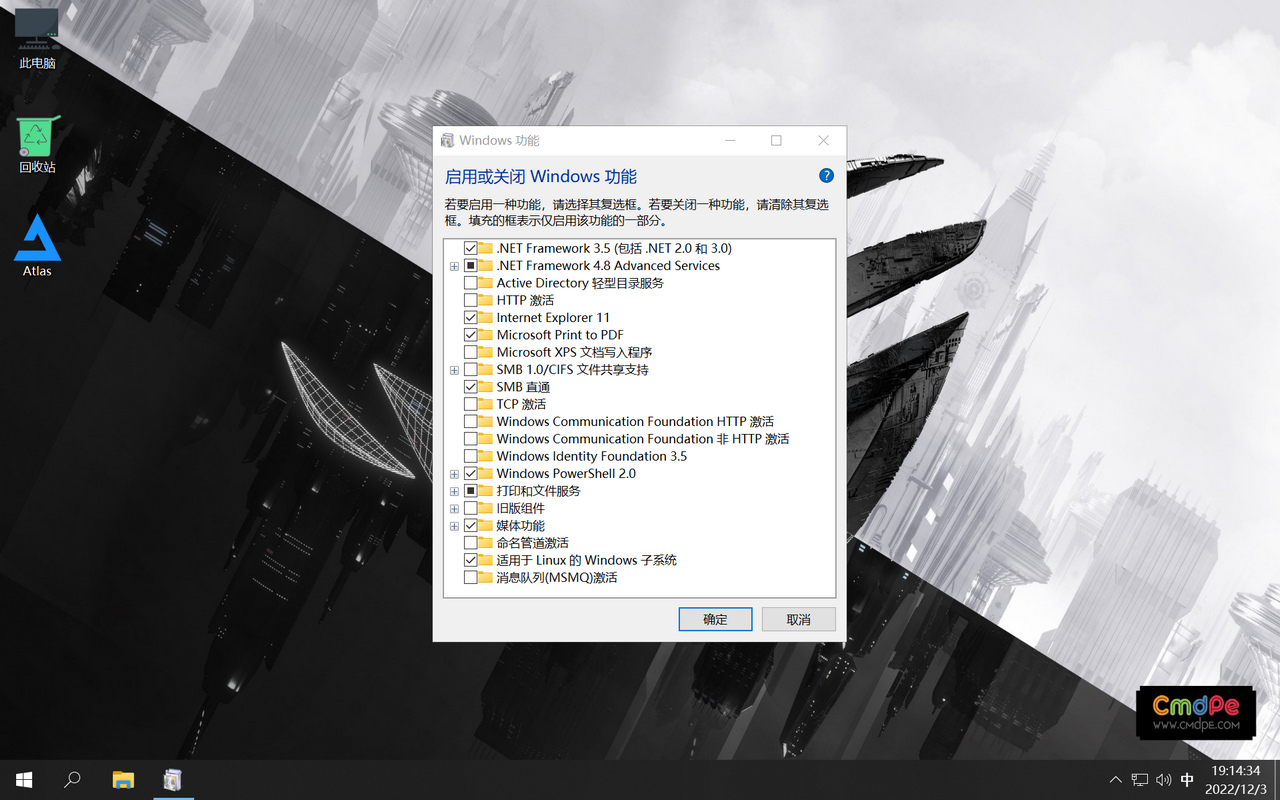 此电脑
回收站
Atlas
Windows 功能
启用或关闭 Windows 功能
?
若要启用一种功能，请选择其复选框。若要关闭一种功能，请清除其复选
框。填充的框表示仅启用该功能的一部分。
.NET Framework 3.5 (包括 .NET 2.0 和 3.0)
.NET Framework 4.8 Advanced Services
Active Directory 轻型目录服务
HTTP 激活
Internet Explorer 11
Microsoft Print to PDF
Microsoft XPS 文档写入程序
SMB 1.0/CIFS 文件共享支持
SMB 直通
TCP 激活
Windows Communication Foundation HTTP 激活
Windows Communication Foundation 非 HTTP 激活
Windows Identity Foundation 3.5
Windows PowerShell 2.0
打印和文件服务
旧版组件
媒体功能
命名管道激活
适用于 Linux 的 Windows 子系统
消息队列(MSMQ)激活
确定
取消
CmdPe
WWW.CMDPE.COM
中
19:14:34
2022/12/3